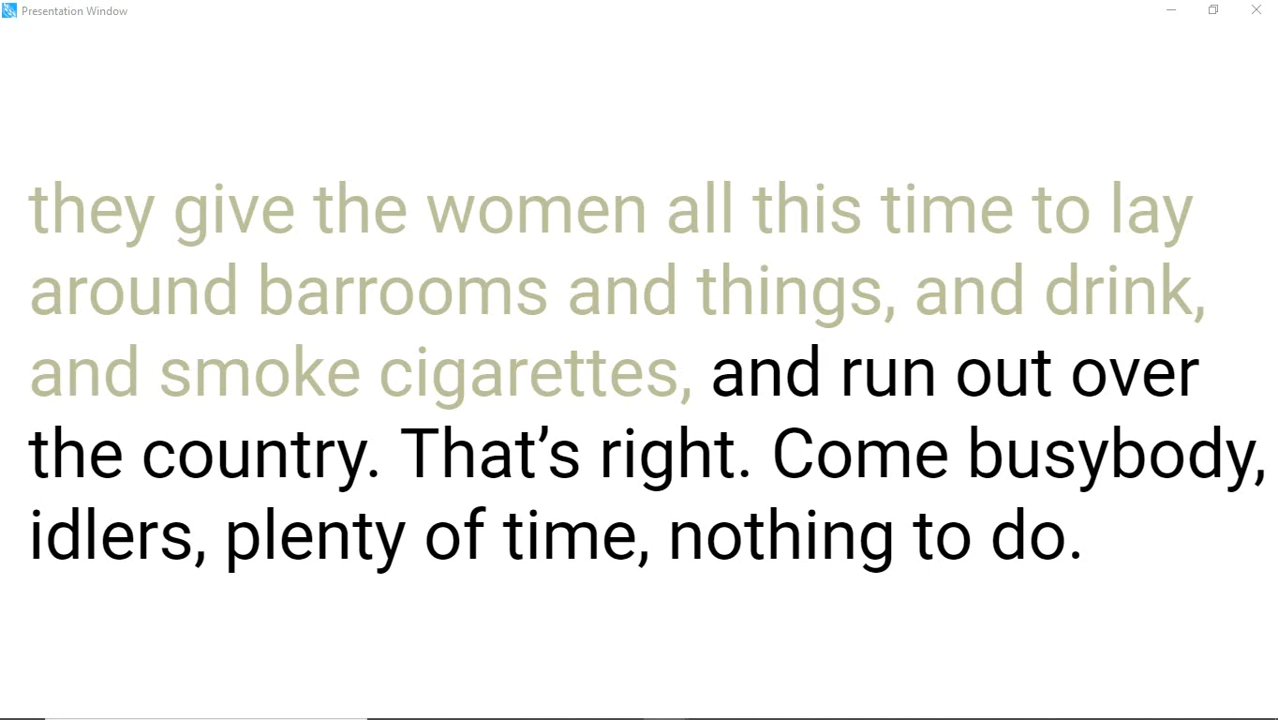 Presentation Window
they give the women all this time to lay
around barrooms and things, and drink,
and smoke cigarettes, and run out over
the country. That’s right. Come busybody,
idlers, plenty of time, nothing to do.